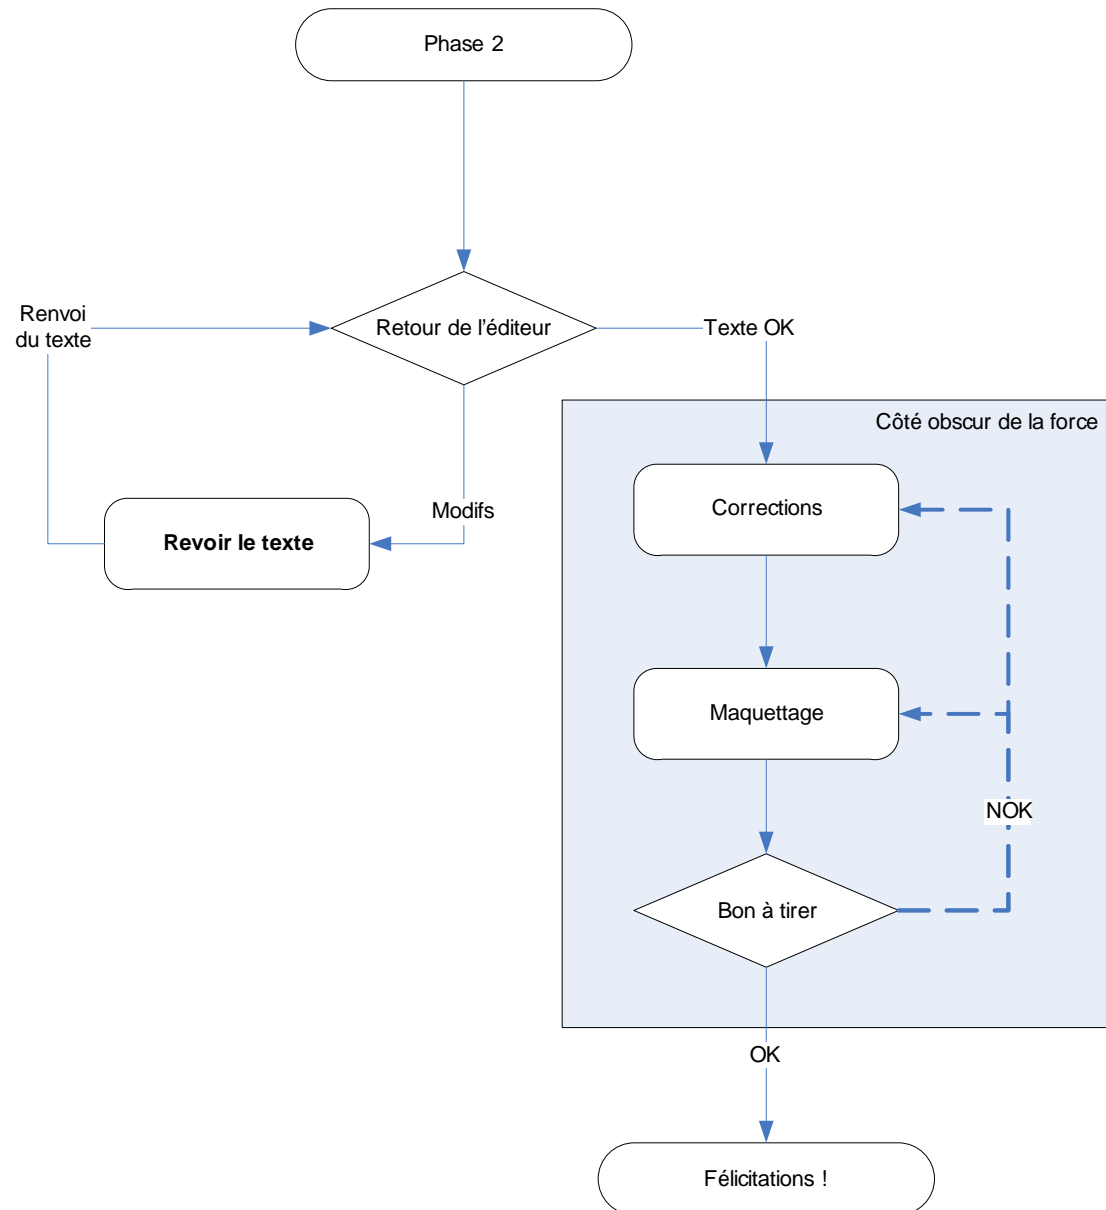 Phase 2
Renvoi
du texte
Retour de l'éditeur
Texte OK
Côté obscur de la force
Corrections
Modifs
Revoir le texte
Maquettage
NOK
Bon à tirer
OK
Félicitations !